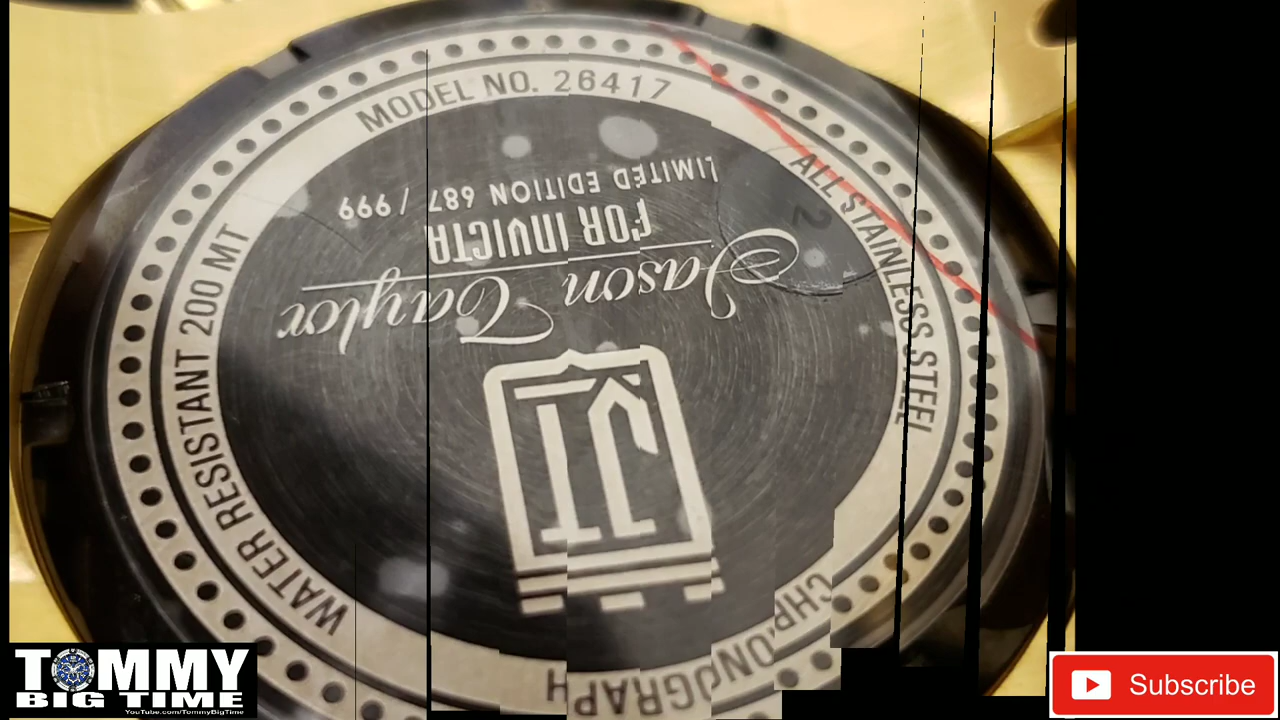 MODEL NO. 26417
ALL STAINLESS STEEL
CHRONOGRAPH
WATER RESISTANT 200 MT
Jason Taylor
FOR INVICTA
LIMITED EDITION 687 / 999
JT
TOMMY
BIG TIME
YouTube.com/TommyBigTime
Subscribe